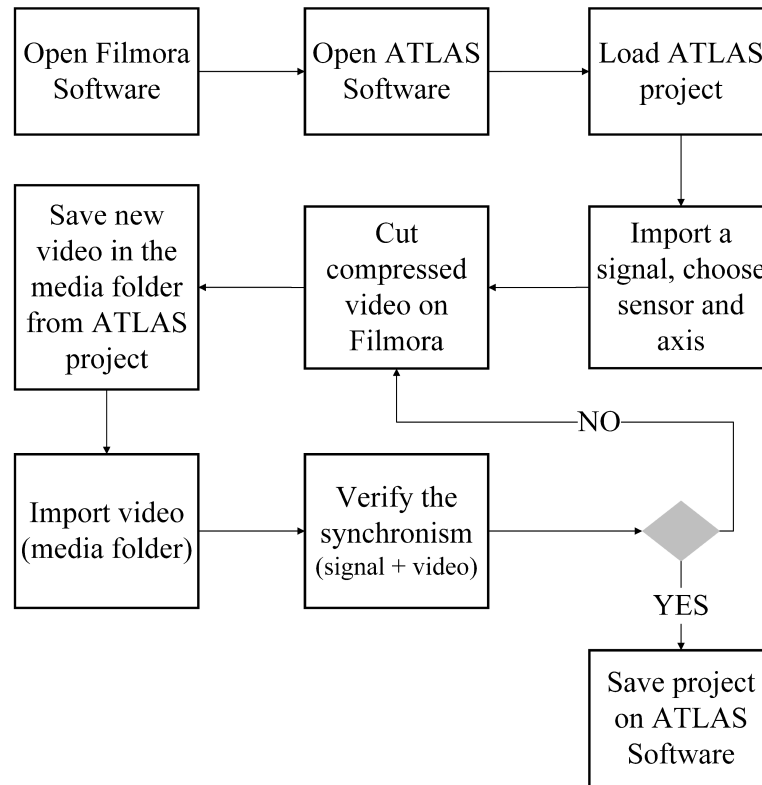 Open Filmora
Software
Open ATLAS
Software
Load ATLAS
project
Import a
signal, choose
sensor and
axis
Cut
compressed
video on
Filmora
Save new
video in the
media folder
from ATLAS
project
Import video
(media folder)
Verify the
synchronism
(signal + video)
NO
YES
Save project
on ATLAS
Software